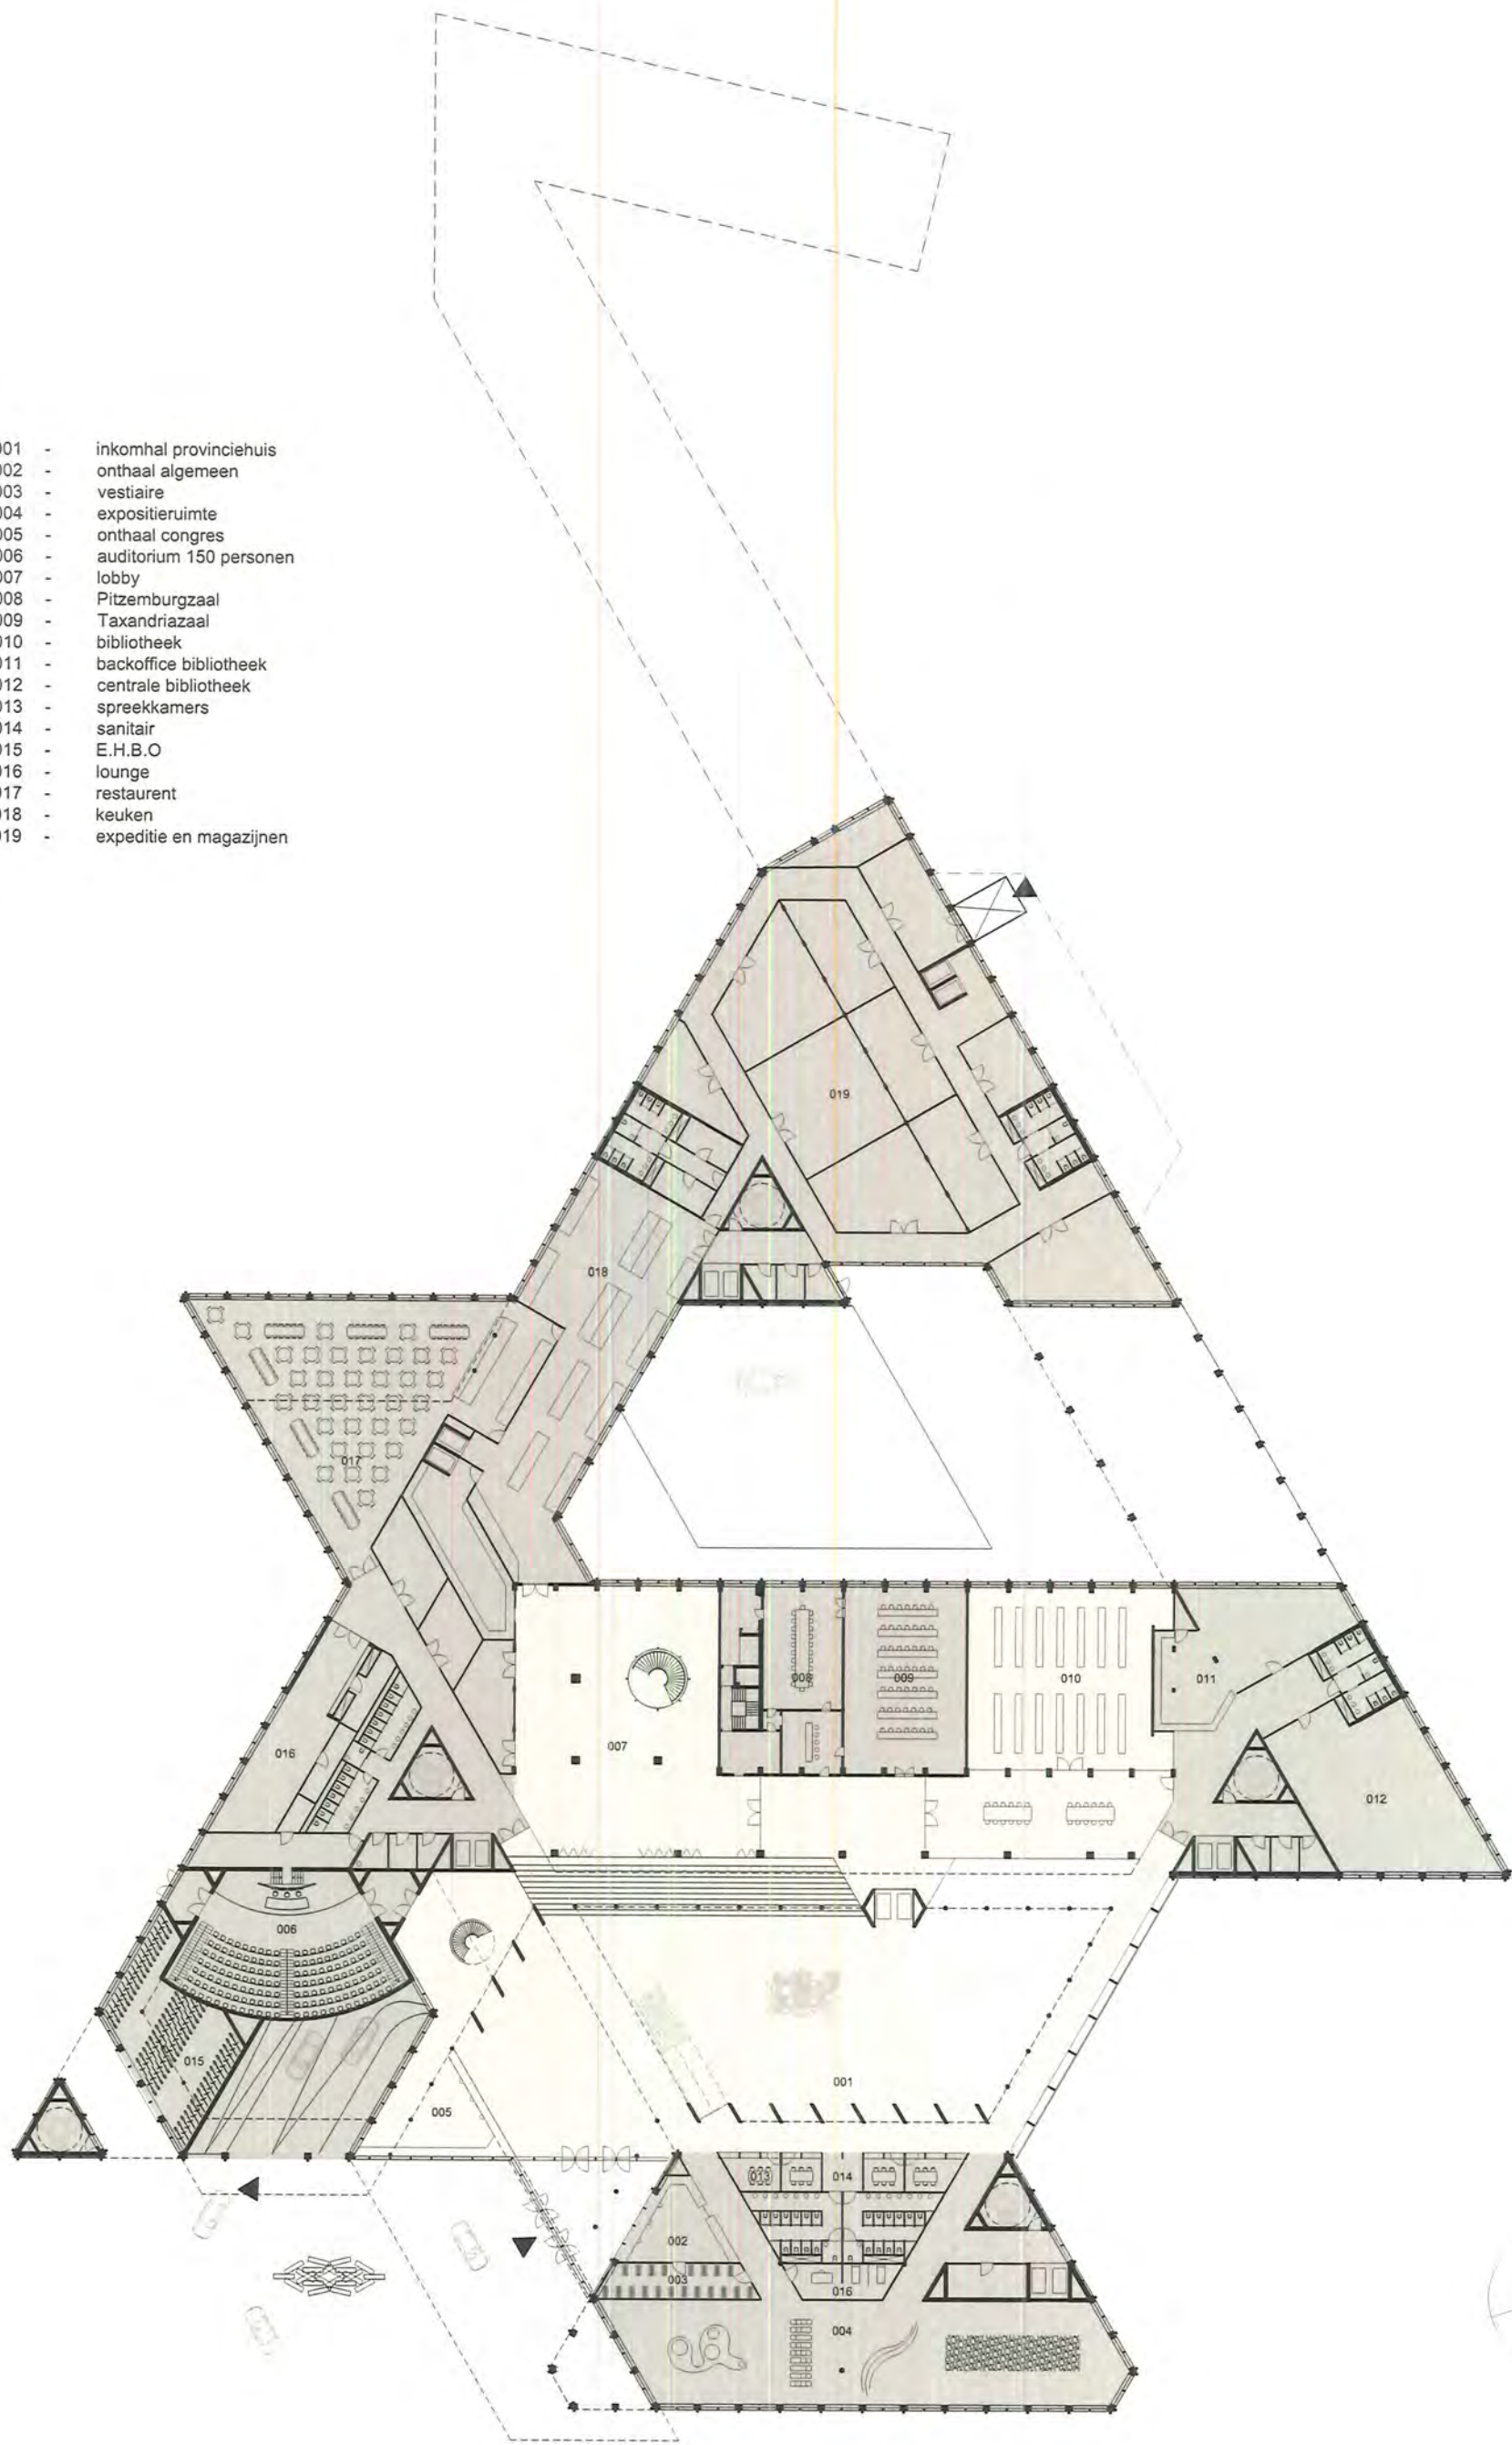 001 - inkomhal provinciehuis
002 - onthaal algemeen
003 - vestiaire
004 - expositieruimte
005 - onthaal congres
006 - auditorium 150 personen
007 - lobby
008 - Pitzemburgzaal
009 - Taxandriazaal
010 - bibliotheek
011 - backoffice bibliotheek
012 - centrale bibliotheek
013 - spreekkamers
014 - sanitair
015 - E.H.B.O
016 - lounge
017 - restaurent
018 - keuken
019 - expeditie en magazijnen
019
018
017
008
009
010
011
007
016
012
006
015
001
005
013
014
002
003
016
004